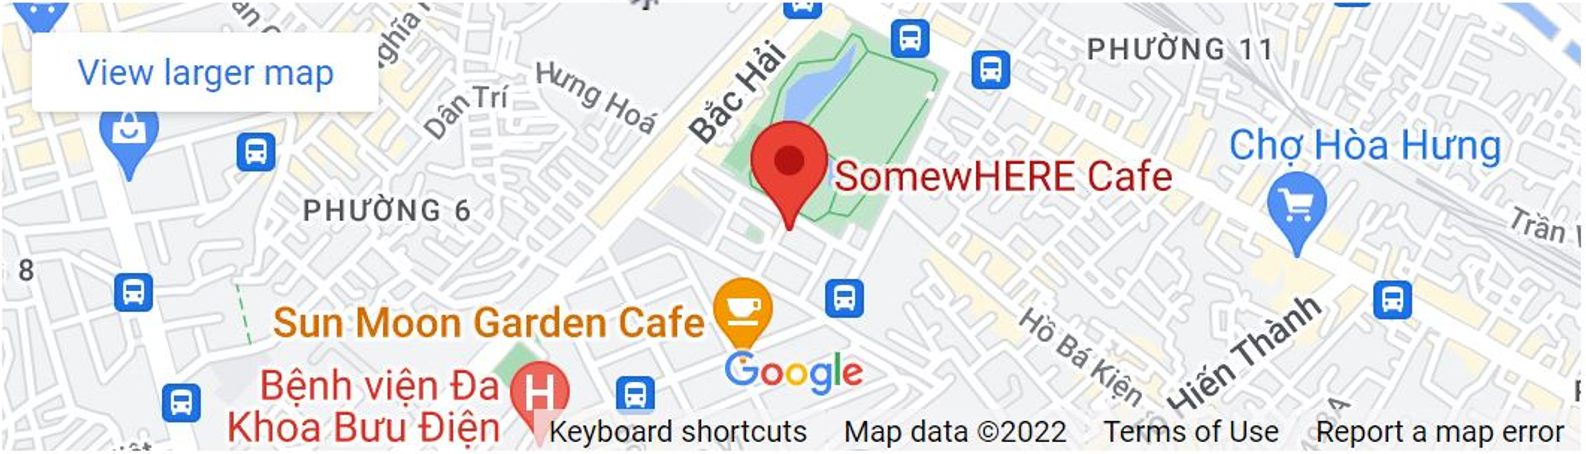 View larger map
Bắc Hải
Hưng Hoá
Dân Trí
PHƯỜNG 11
Chợ Hòa Hưng
SomewHERE Cafe
PHƯỜNG 6
Trần
8
Sun Moon Garden Cafe
Hồ Bá Kiện
Hiến Thành
Google
Bệnh viện Đa
Khoa Bưu Điện
Keyboard shortcuts
Map data ©2022
Terms of Use
Report a map error